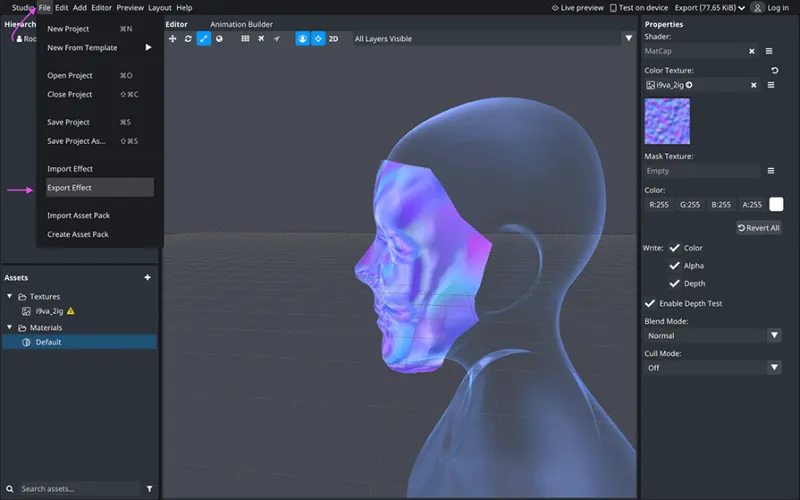 Studio File Edit Add Editor Preview Layout Help
Live preview Test on device Export (77.65 KiB) Log in
Hierarch
Roo
New Project ⌘N
New From Template
Open Project ⌘O
Close Project ⇧⌘C
Save Project ⌘S
Save Project As... ⇧⌘S
Import Effect
Export Effect
Import Asset Pack
Create Asset Pack
Assets
Textures
i9va_2ig
Materials
Default
Search assets...
Editor Animation Builder
2D All Layers Visible
Properties
Shader:
MatCap
Color Texture:
i9va_2ig
Mask Texture:
Empty
Color:
R:255 G:255 B:255 A:255
Revert All
Write: Color
Alpha
Depth
Enable Depth Test
Blend Mode:
Normal
Cull Mode:
Off